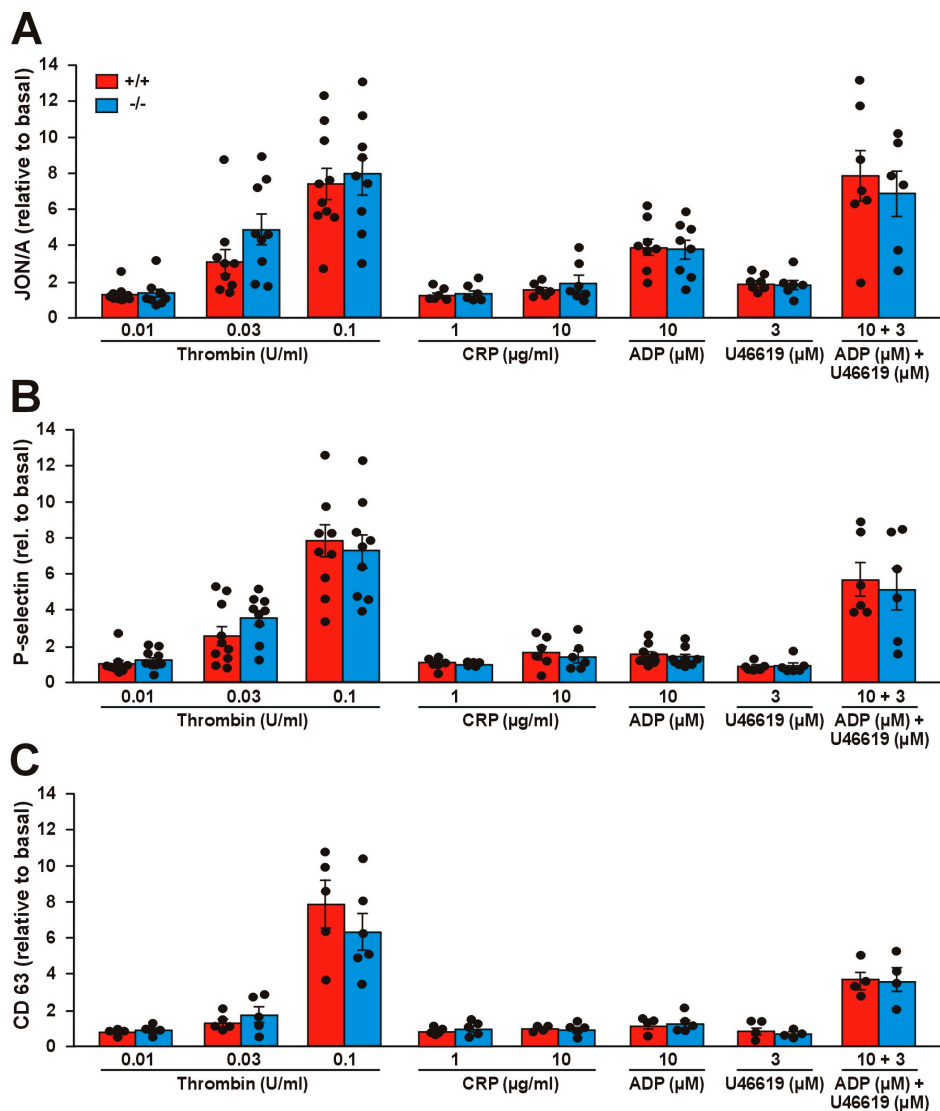 A
14
12
10
8
6
4
2
0
JON/A (relative to basal)
+/+
-/-
0.01 0.03 0.1 1 10 10 3 10 + 3
Thrombin (U/ml) CRP (µg/ml) ADP (µM) U46619 (µM) ADP (µM) +
U46619 (µM)
B
14
12
10
8
6
4
2
0
P-selectin (rel. to basal)
0.01 0.03 0.1 1 10 10 3 10 + 3
Thrombin (U/ml) CRP (µg/ml) ADP (µM) U46619 (µM) ADP (µM) +
U46619 (µM)
C
14
12
10
8
6
4
2
0
CD 63 (relative to basal)
0.01 0.03 0.1 1 10 10 3 10 + 3
Thrombin (U/ml) CRP (µg/ml) ADP (µM) U46619 (µM) ADP (µM) +
U46619 (µM)